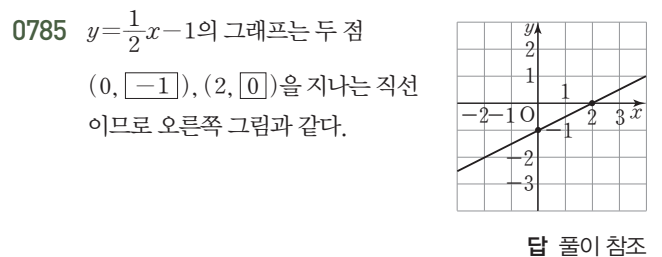 0785 y=\frac{1}{2}x-1의 그래프는 두 점
(0, -1), (2, 0)을 지나는 직선
이므로 오른쪽 그림과 같다.
y
2
1
1
-2 -1 O 2 3 x
-1
-2
-3
답 풀이 참조